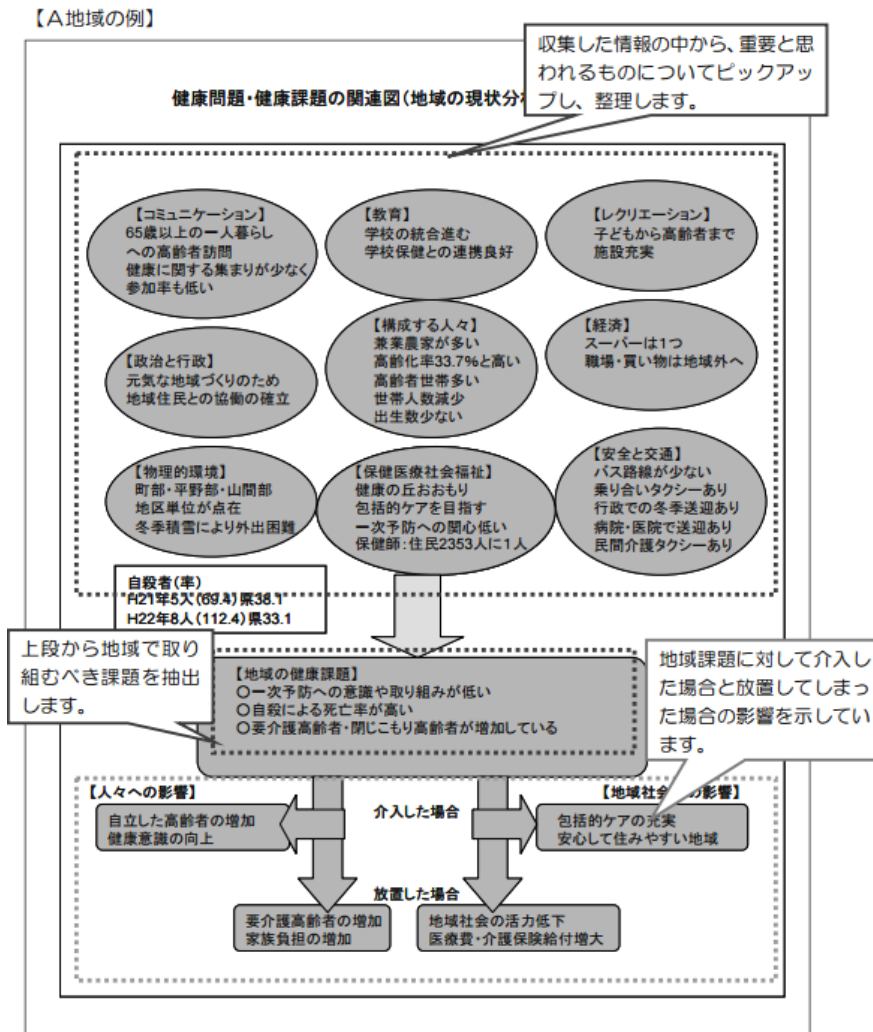 【A地域の例】
収集した情報の中から、重要と思
われるものについてピックアッ
プし、整理します。
健康問題・健康課題の関連図(地域の現状分
【コミュニケーション】
65歳以上の一人暮らし
への高齢者訪問
健康に関する集まりが少なく
参加率も低い
【教育】
学校の統合進む
学校保健との連携良好
【レクリエーション】
子どもから高齢者まで
施設充実
【政治と行政】
元気な地域づくりのため
地域住民との協働の確立
【構成する人々】
兼業農家が多い
高齢化率33.7%と高い
高齢者世帯多い
世帯人数減少
出生数少ない
【経済】
スーパーは1つ
職場・買い物は地域外へ
【物理的環境】
町部・平野部・山間部
地区単位が点在
冬季積雪により外出困難
【保健医療社会福祉】
健康の丘おおもり
包括的ケアを目指す
一次予防への関心低い
保健師:住民2353人に1人
【安全と交通】
バス路線が少ない
乗り合いタクシーあり
行政での冬季送迎あり
病院・医院で送迎あり
民間介護タクシーあり
自殺者(率)
H21年5人(69.4)県38.1
H22年8人(112.4)県33.1
上段から地域で取り
組むべき課題を抽出
します。
【地域の健康課題】
○一次予防への意識や取り組みが低い
○自殺による死亡率が高い
○要介護高齢者・閉じこもり高齢者が増加している
地域課題に対して介入し
た場合と放置してしまっ
た場合の影響を示してい
ます。
【人々への影響】
【地域社会 の影響】
介入した場合
自立した高齢者の増加
健康意識の向上
包括的ケアの充実
安心して住みやすい地域
放置した場合
要介護高齢者の増加
家族負担の増加
地域社会の活力低下
医療費・介護保険給付増大